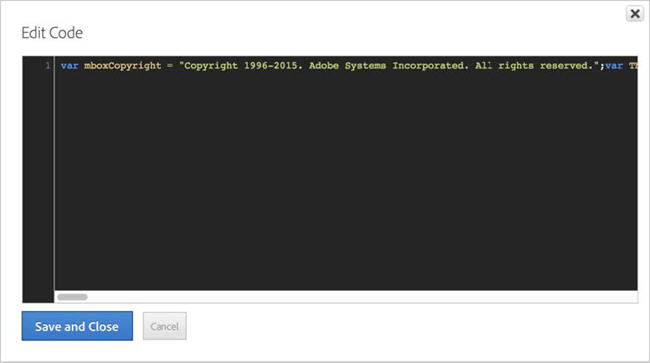 Edit Code
1 var mboxCopyright = "Copyright 1996-2015. Adobe Systems Incorporated. All rights reserved.";var
Save and Close
Cancel